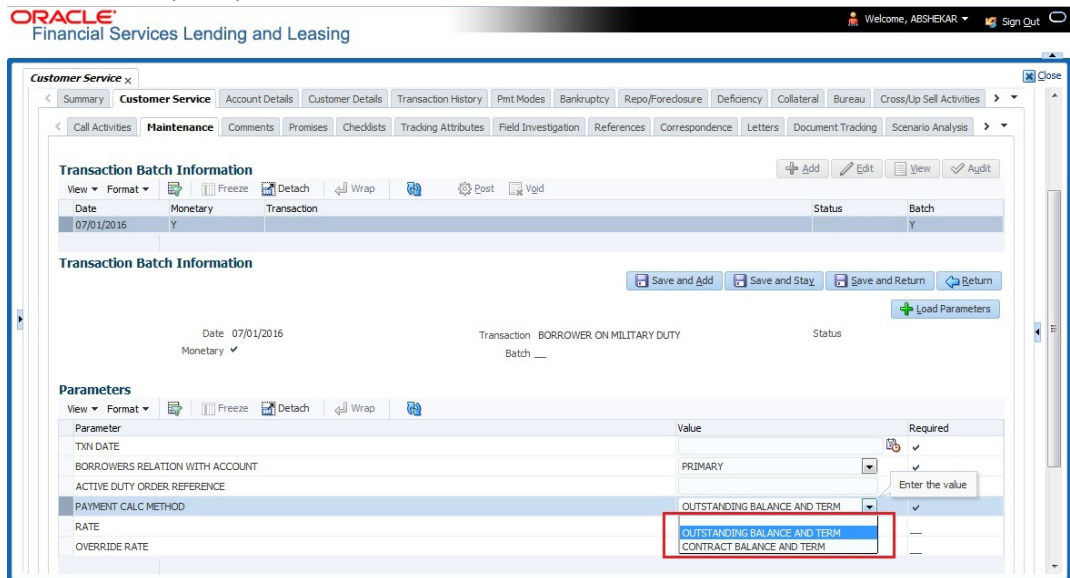 ORACLE
Financial Services Lending and Leasing
Welcome, ABSHEKAR Sign Out
Customer Service x
Close
Summary Customer Service Account Details Customer Details Transaction History Pmt Modes Bankruptcy Repo/Foreclosure Deficiency Collateral Bureau Cross/Up Sell Activities
Call Activities Maintenance Comments Promises Checklists Tracking Attributes Field Investigation References Correspondence Letters Document Tracking Scenario Analysis
Transaction Batch Information
Add Edit View Audit
View Format Freeze Detach Wrap Post Void
Date Monetary Transaction Status Batch
07/01/2016 Y Y
Transaction Batch Information
Save and Add Save and Stay Save and Return Return
Load Parameters
Date 07/01/2016 Transaction BORROWER ON MILITARY DUTY Status
Monetary Batch
Parameters
View Format Freeze Detach Wrap
Parameter Value Required
TXN DATE
BORROWERS RELATION WITH ACCOUNT PRIMARY
ACTIVE DUTY ORDER REFERENCE Enter the value
PAYMENT CALC METHOD OUTSTANDING BALANCE AND TERM
RATE OUTSTANDING BALANCE AND TERM
OVERRIDE RATE CONTRACT BALANCE AND TERM